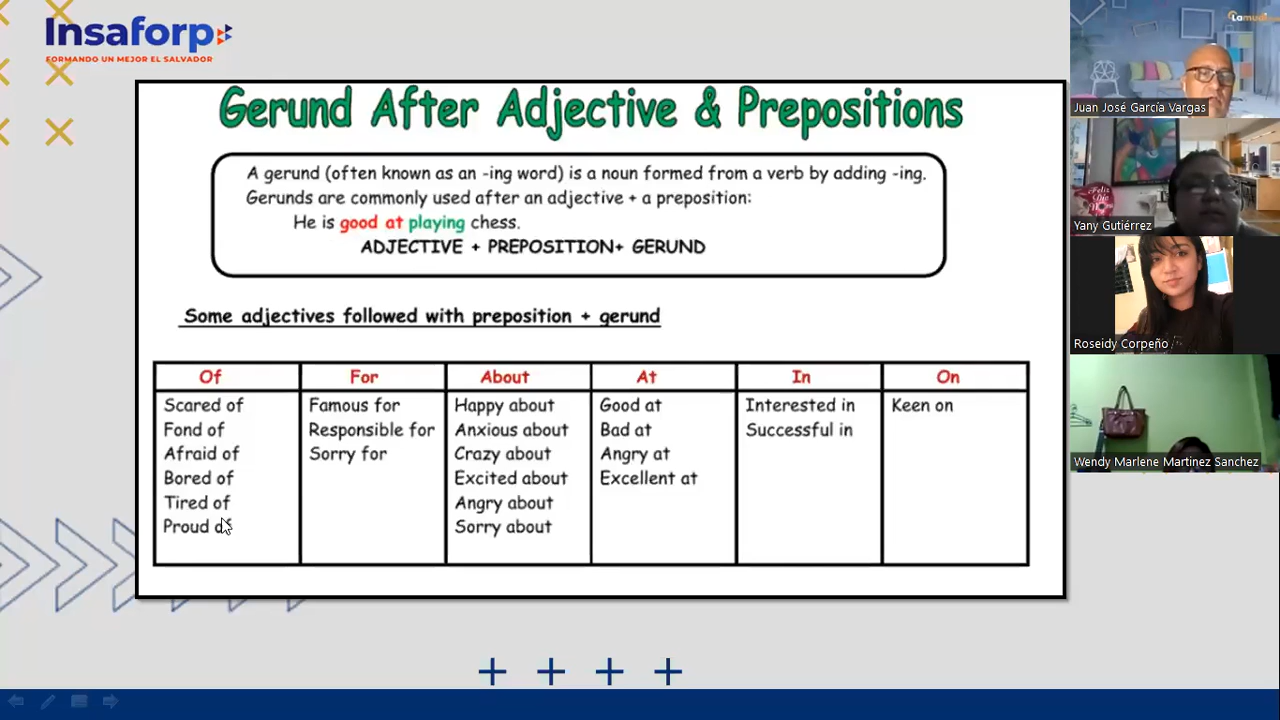 Insaforp
FORMANDO UN MEJOR EL SALVADOR
Gerund After Adjective & Prepositions
A gerund (often known as an -ing word) is a noun formed from a verb by adding -ing.
Gerunds are commonly used after an adjective + a preposition:
He is good at playing chess.
ADJECTIVE + PREPOSITION+ GERUND
Some adjectives followed with preposition + gerund
Of
Scared of
Fond of
Afraid of
Bored of
Tired of
Proud of
For
Famous for
Responsible for
Sorry for
About
Happy about
Anxious about
Crazy about
Excited about
Angry about
Sorry about
At
Good at
Bad at
Angry at
Excellent at
In
Interested in
Successful in
On
Keen on
Juan José García Vargas
Feliz
Yany Gutiérrez
Roseidy Corpeño
Wendy Marlene Martinez Sanchez